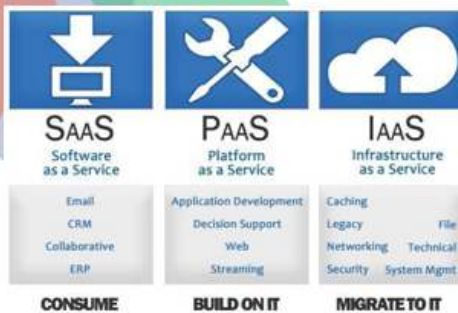 SAAS PAAS IAAS
Software Platform Infrastructure
as a Service as a Service as a Service
Email Application Development Caching
CRM Decision Support Legacy File
Collaborative Web Networking Technical
ERP Streaming Security System Mgmt
CONSUME BUILD ON IT MIGRATE TO IT